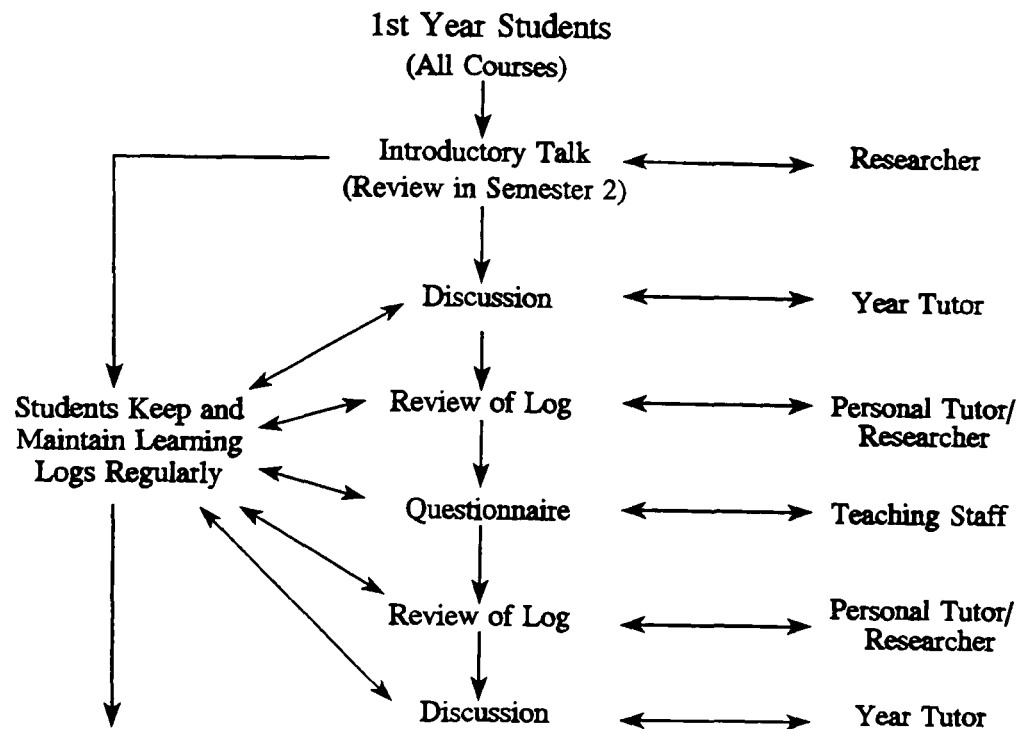 1st Year Students
(All Courses)
Introductory Talk
(Review in Semester 2)
Researcher
Discussion
Year Tutor
Students Keep and
Maintain Learning
Logs Regularly
Review of Log
Personal Tutor/
Researcher
Questionnaire
Teaching Staff
Review of Log
Personal Tutor/
Researcher
Discussion
Year Tutor